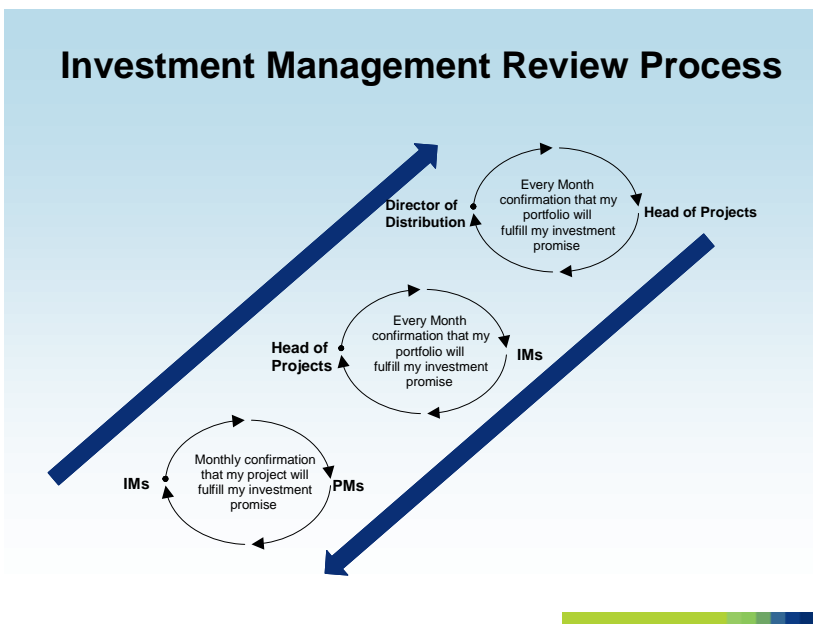 Investment Management Review Process
Every Month
confirmation that my
portfolio will
fulfill my investment
promise
Director of
Distribution
Head of Projects
Every Month
confirmation that my
portfolio will
fulfill my investment
promise
Head of
Projects
IMs
Monthly confirmation
that my project will
fulfill my investment
promise
IMs
PMs